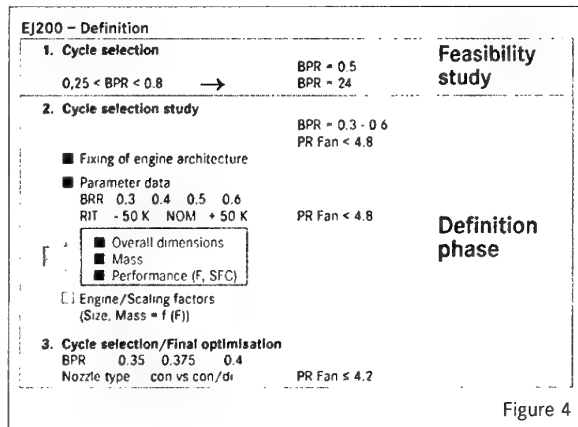 EJ200 – Definition
1. Cycle selection
BPR = 0.5
0,25 < BPR < 0.8 → BPR = 24
Feasibility
study
2. Cycle selection study
BPR = 0.3 - 0 6
PR Fan < 4.8
■ Fixing of engine architecture
■ Parameter data
BRR 0.3 0.4 0.5 0.6
RIT - 50 K NOM + 50 K PR Fan < 4.8
■ Overall dimensions
■ Mass
■ Performance (F, SFC)
Definition
phase
Engine/Scaling factors
(Size, Mass = f (F))
3. Cycle selection/Final optimisation
BPR 0.35 0.375 0.4
Nozzle type con vs con/di PR Fan ≤ 4.2
Figure 4